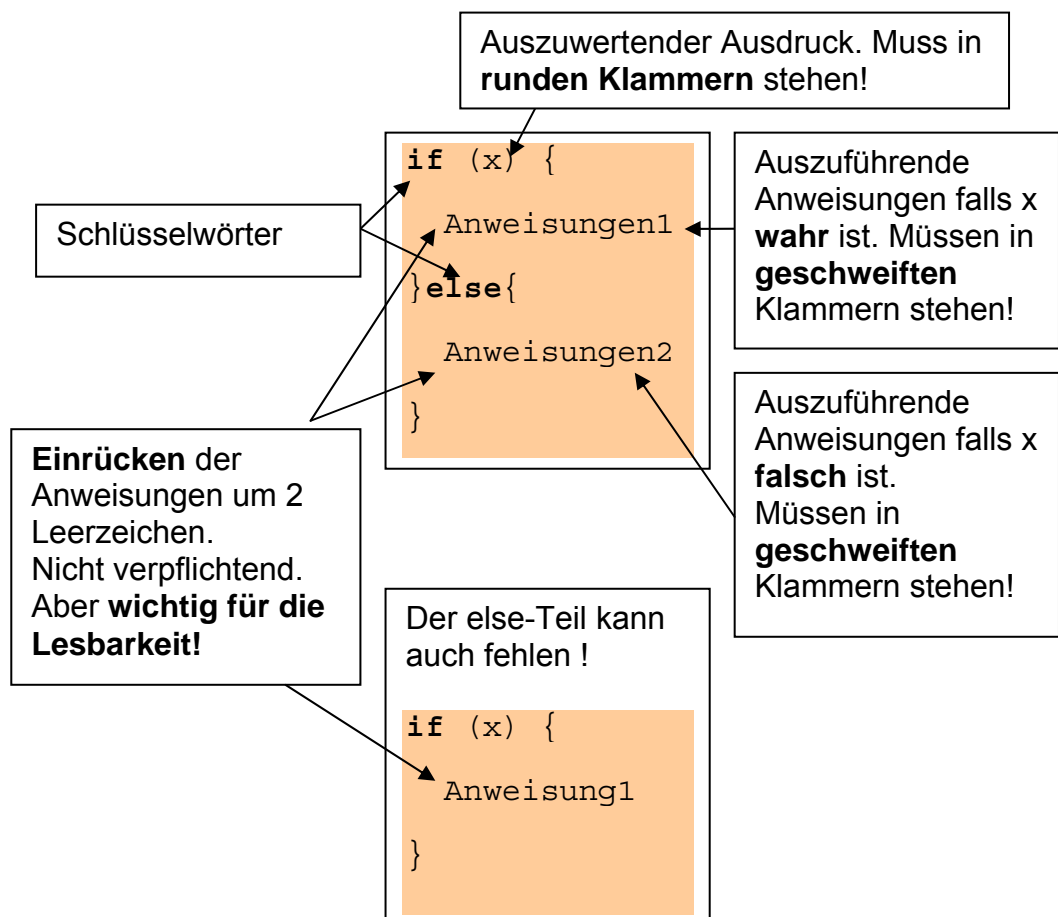 Auszuwertender Ausdruck. Muss in
runden Klammern stehen!
if (x) {
Anweisungen1
}else{
Anweisungen2
}
Schlüsselwörter
Auszuführende
Anweisungen falls x
wahr ist. Müssen in
geschweiften
Klammern stehen!
Auszuführende
Anweisungen falls x
falsch ist.
Müssen in
geschweiften
Klammern stehen!
Einrücken der
Anweisungen um 2
Leerzeichen.
Nicht verpflichtend.
Aber wichtig für die
Lesbarkeit!
Der else-Teil kann
auch fehlen !
if (x) {
Anweisung1
}